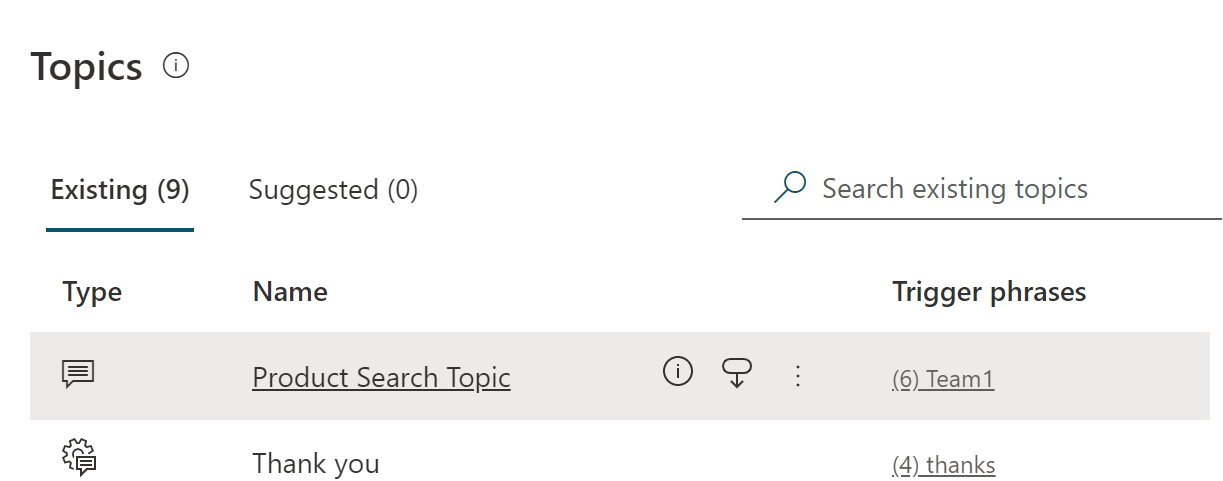 Topics
Existing (9) Suggested (0) Search existing topics
Type Name Trigger phrases
Product Search Topic (6) Team1
Thank you (4) thanks